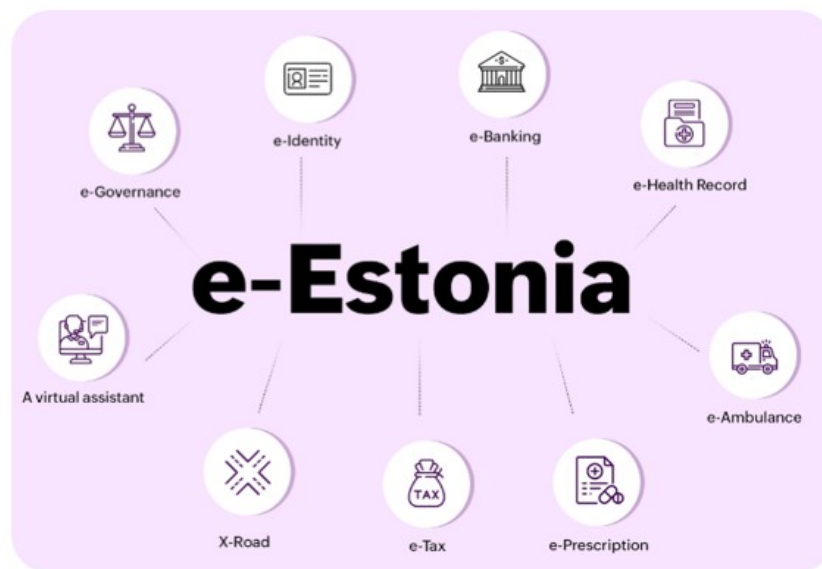 e-Identity
e-Banking
e-Governance
e-Health Record
e-Estonia
A virtual assistant
e-Ambulance
X-Road
TAX
e-Tax
e-Prescription